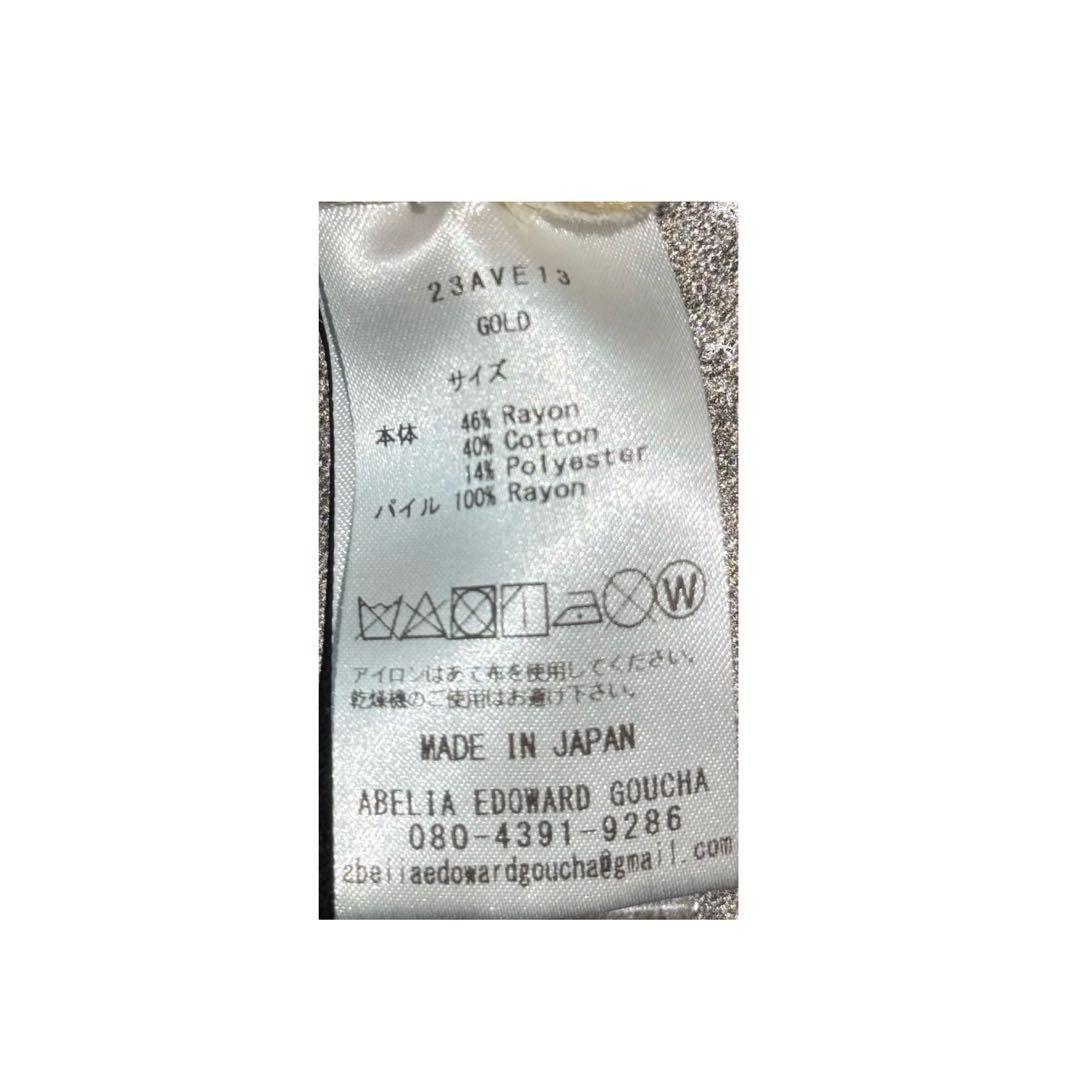 23AVE13
GOLD
サイズ
本体 46% Rayon
40% Cotton
14% Polyester
パイル 100% Rayon
W
アイロンはあて布を使用してください。
乾燥機のご使用はお避け下さい。
MADE IN JAPAN
ABELIA EDOWARD GOUCHA
080-4391-9286
abeliaedowardgoucha@gmail.com